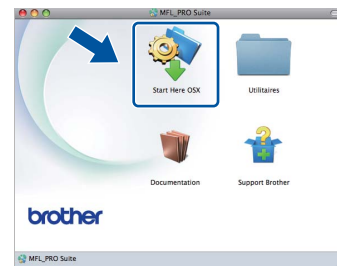 MFL_PRO Suite
Start Here OSX
Utilitaires
Documentation
Support Brother
brother
MFL_PRO Suite